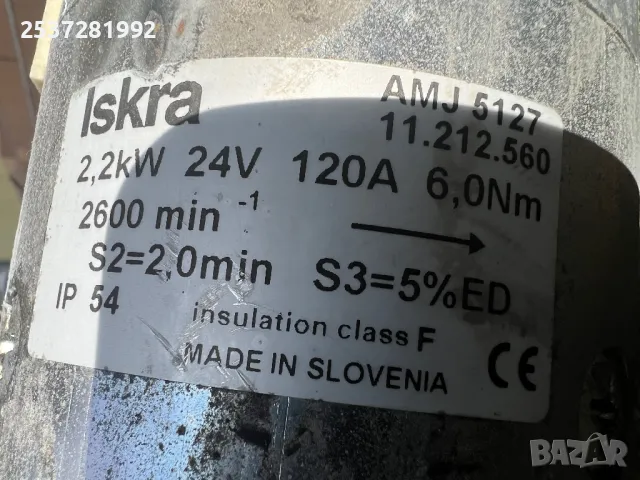 2557281992
Iskra
AMJ 5127
11.212.560
2,2kW 24V 120A 6,0Nm
2600 min -1
S2=2,0min S3=5%ED
IP 54
insulation class F
MADE IN SLOVENIA CE
BAZAR